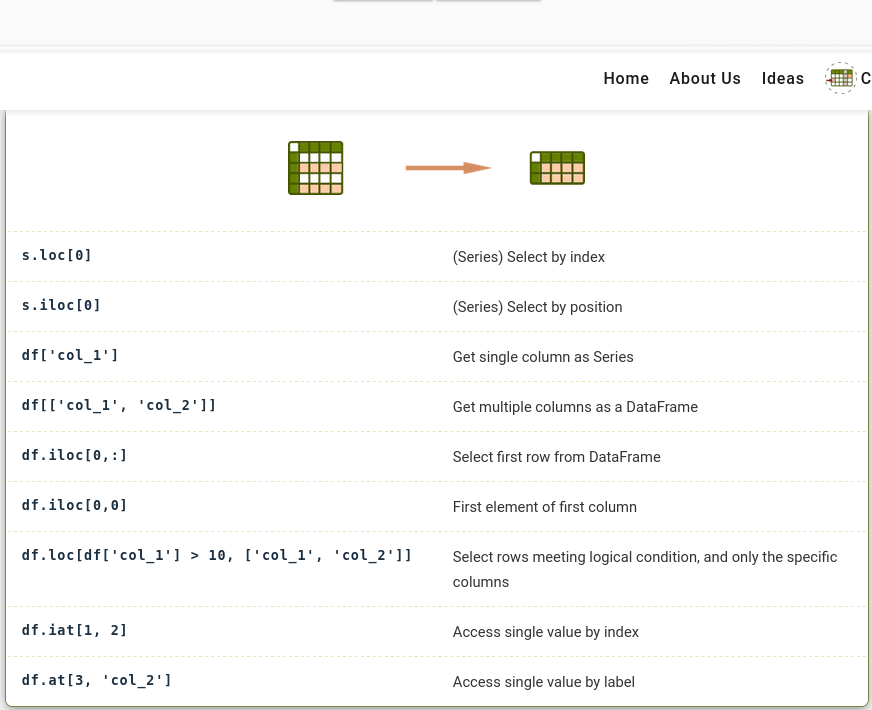 Home About Us Ideas C
s.loc[0] (Series) Select by index
s.iloc[0] (Series) Select by position
df['col_1'] Get single column as Series
df[['col_1', 'col_2']] Get multiple columns as a DataFrame
df.iloc[0,:] Select first row from DataFrame
df.iloc[0,0] First element of first column
df.loc[df['col_1'] > 10, ['col_1', 'col_2']] Select rows meeting logical condition, and only the specific
columns
df.iat[1, 2] Access single value by index
df.at[3, 'col_2'] Access single value by label